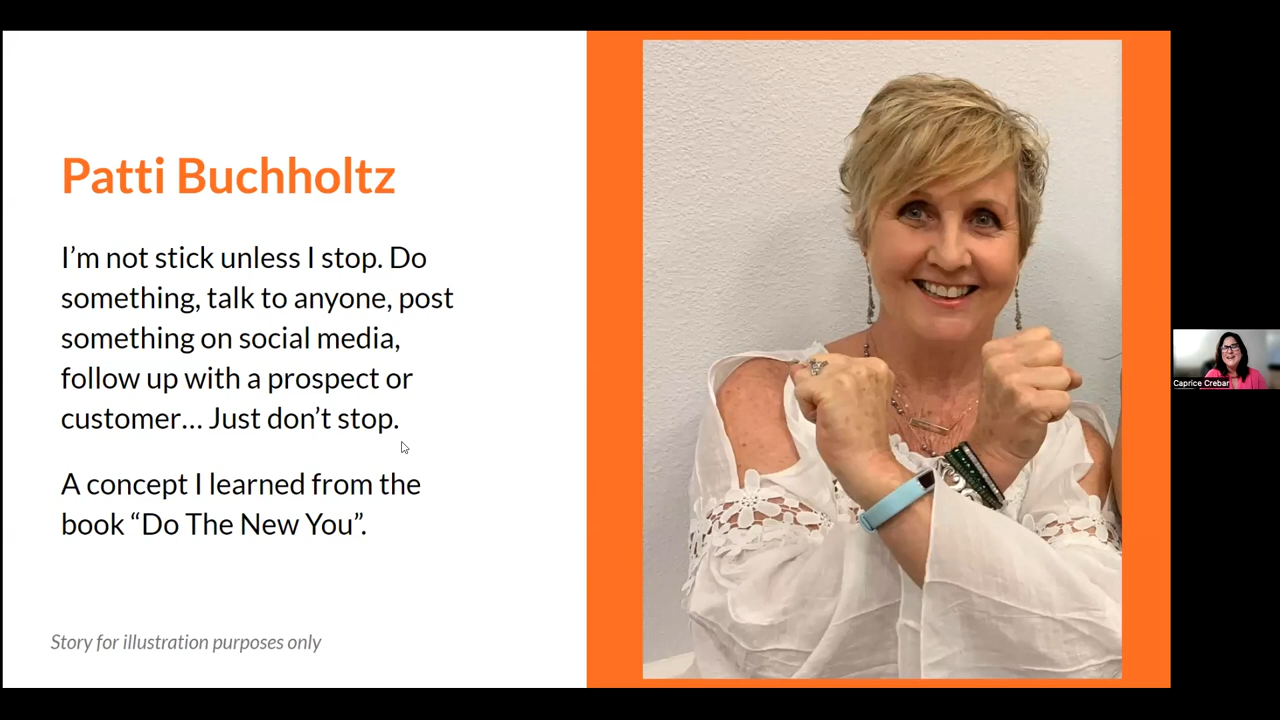 Patti Buchholtz
I’m not stick unless I stop. Do
something, talk to anyone, post
something on social media,
follow up with a prospect or
customer... Just don’t stop.
A concept I learned from the
book “Do The New You”.
Story for illustration purposes only
Caprice Crebar